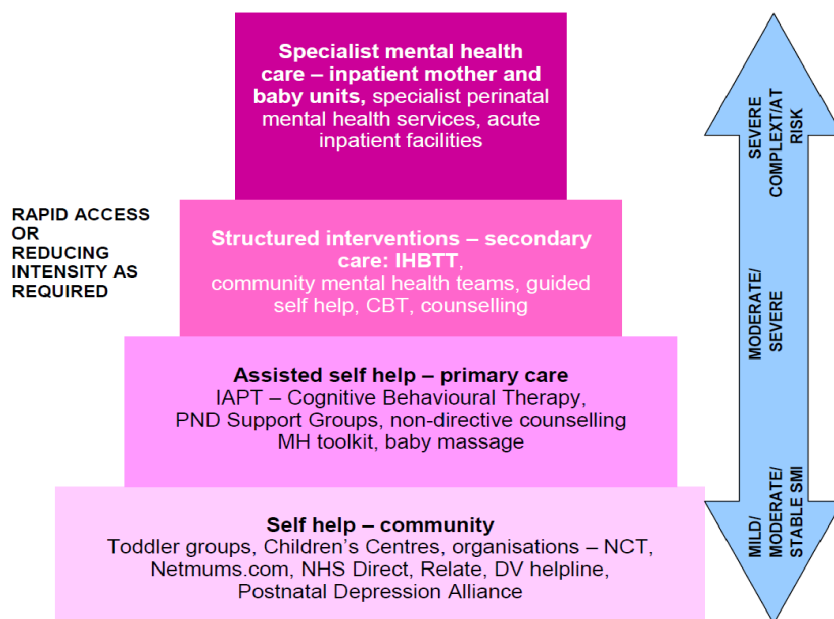 Specialist mental health
care – inpatient mother and
baby units, specialist perinatal
mental health services, acute
inpatient facilities
RAPID ACCESS
OR
REDUCING
INTENSITY AS
REQUIRED
Structured interventions – secondary
care: IHBTT,
community mental health teams, guided
self help, CBT, counselling
Assisted self help – primary care
IAPT – Cognitive Behavioural Therapy,
PND Support Groups, non-directive counselling
MH toolkit, baby massage
Self help – community
Toddler groups, Children's Centres, organisations – NCT,
Netmums.com, NHS Direct, Relate, DV helpline,
Postnatal Depression Alliance
SEVERE
COMPLEXT/AT
RISK
MODERATE/
SEVERE
MILD/
MODERATE/
STABLE SMI